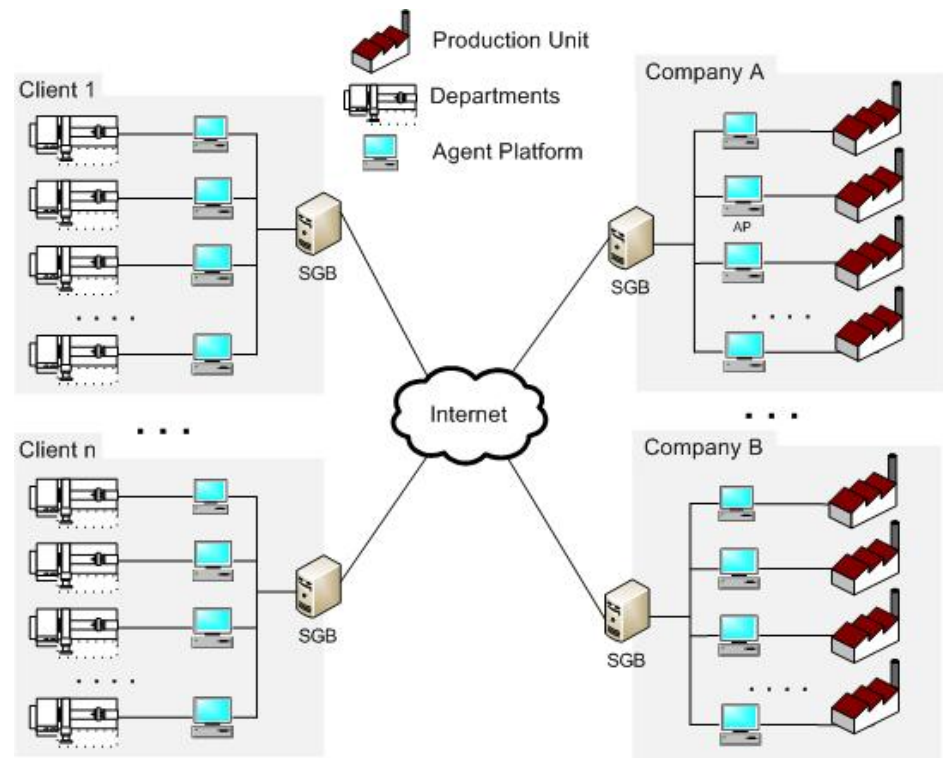 Production Unit
Departments
Agent Platform
Client 1
SGB
Company A
AP
SGB
. . . .
. . . .
Internet
. . .
. . .
Client n
SGB
Company B
SGB
. . . .
. . . .